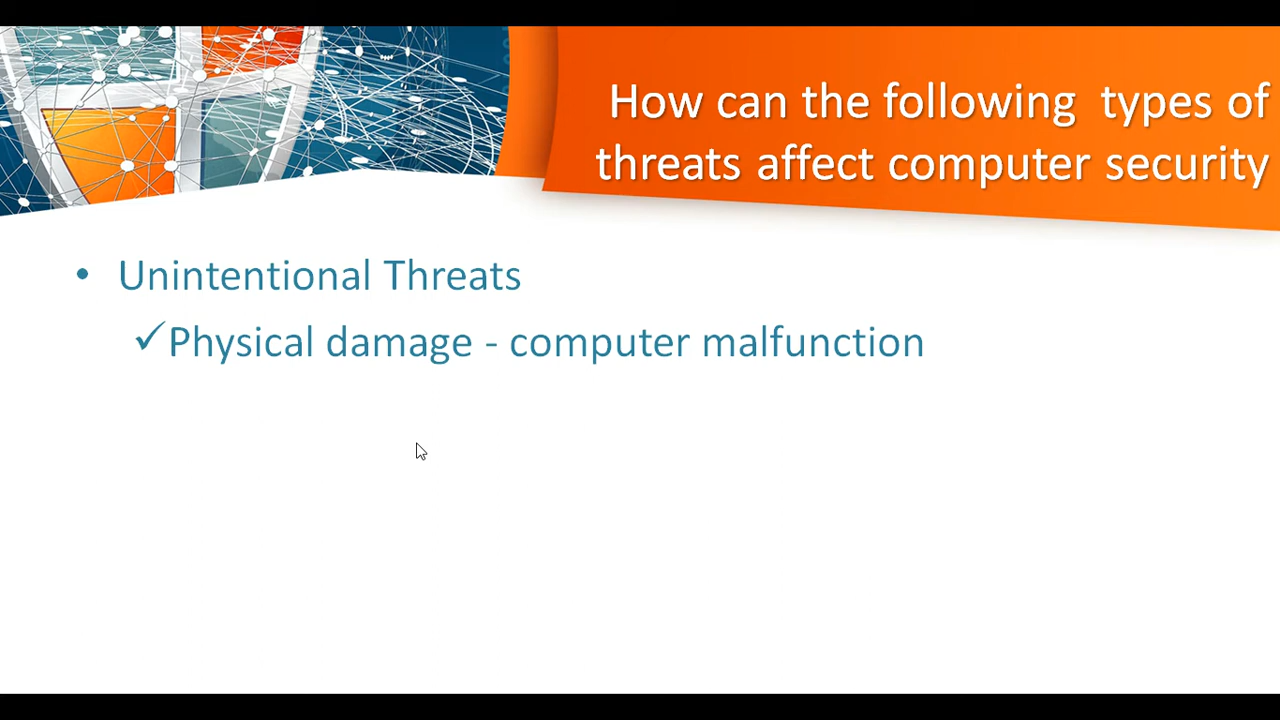 How can the following types of
threats affect computer security
• Unintentional Threats
✓Physical damage - computer malfunction